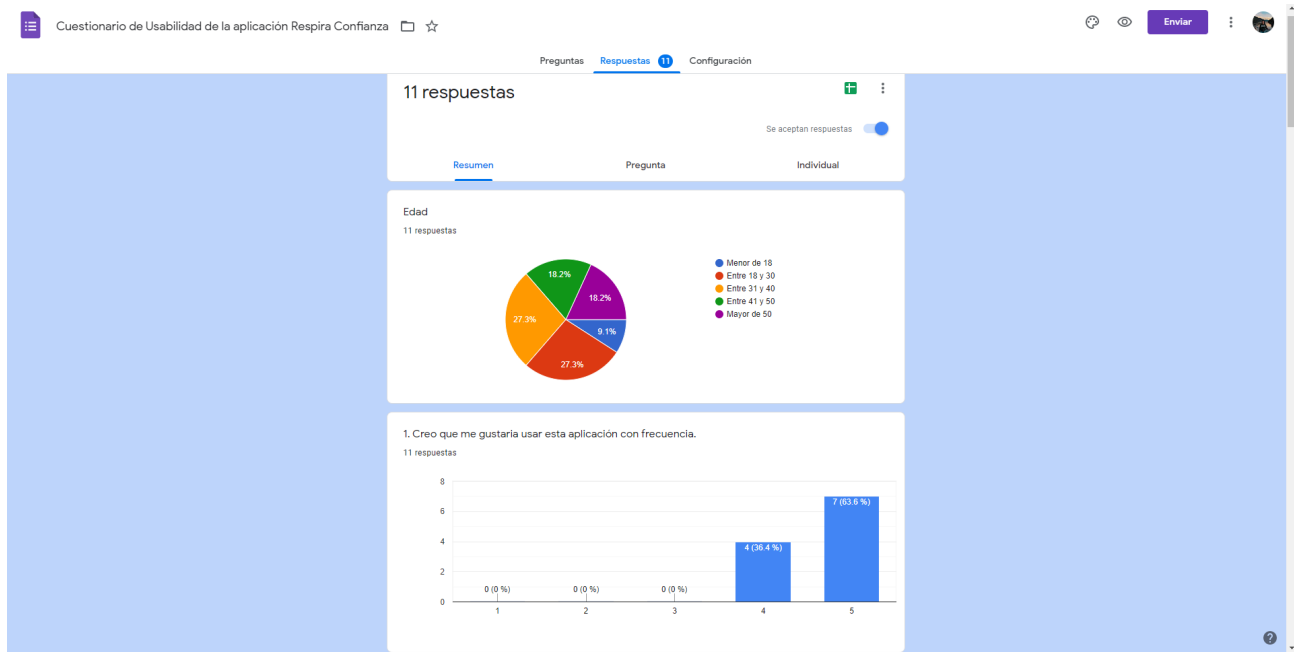 Cuestionario de Usabilidad de la aplicación Respira Confianza
Enviar
Preguntas Respuestas 11 Configuración
11 respuestas
Se aceptan respuestas
Resumen Pregunta Individual
Edad
11 respuestas
18.2%
18.2%
27.3%
9.1%
27.3%
Menor de 18
Entre 18 y 30
Entre 31 y 40
Entre 41 y 50
Mayor de 50
1. Creo que me gustaria usar esta aplicación con frecuencia.
11 respuestas
8
6
4
2
0
7 (63.6 %)
4 (36.4 %)
0 (0 %) 0 (0 %) 0 (0 %)
1 2 3 4 5